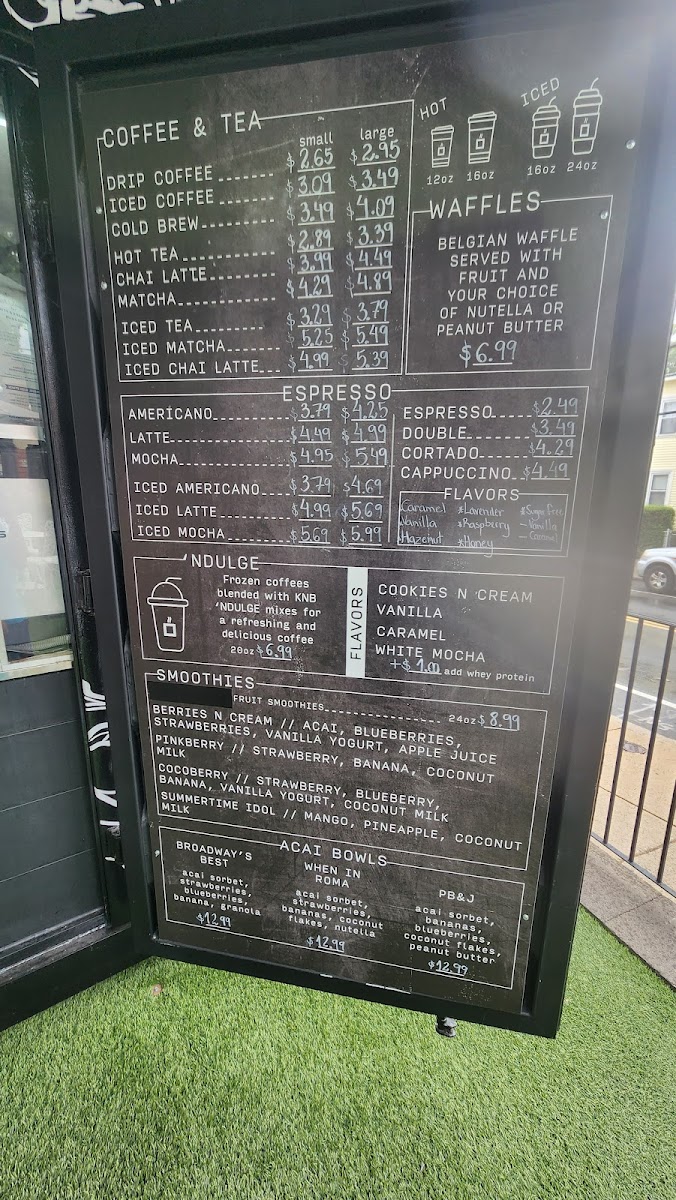 COFFEE & TEA
small large
DRIP COFFEE ....... $2.65 $2.95
ICED COFFEE ....... $3.09 $3.49
COLD BREW.......... $3.49 $4.09
HOT TEA............ $2.89 $3.39
CHAI LATTE......... $3.99 $4.49
MATCHA............. $4.29 $4.89
ICED TEA........... $3.29 $3.79
ICED MATCHA........ $5.25 $5.49
ICED CHAI LATTE... $4.99 $5.39
HOT ICED
12oz 16oz 16oz 24oz
WAFFLES
BELGIAN WAFFLE
SERVED WITH
FRUIT AND
YOUR CHOICE
OF NUTELLA OR
PEANUT BUTTER
$6.99
ESPRESSO
AMERICANO.......... $3.79 $4.25
LATTE.............. $4.49 $4.99
MOCHA.............. $4.95 $5.49
ICED AMERICANO.... $3.79 $4.69
ICED LATTE......... $4.99 $5.69
ICED MOCHA......... $5.69 $5.99
ESPRESSO..... $2.49
DOUBLE....... $3.49
CORTADO...... $4.29
CAPPUCCINO.. $4.49
FLAVORS
Caramel *Lavender *Sugar Free
Vanilla *Raspberry - Vanilla
Hazelnut *Honey - Caramel
'NDULGE
Frozen coffees
blended with KNB
'NDULGE mixes for
a refreshing and
delicious coffee
20oz $6.99
FLAVORS
COOKIES N CREAM
VANILLA
CARAMEL
WHITE MOCHA
+$1.00 add whey protein
SMOOTHIES
FRUIT SMOOTHIES.................. 24oz $8.99
BERRIES N CREAM // ACAI, BLUEBERRIES,
STRAWBERRIES, VANILLA YOGURT, APPLE JUICE
PINKBERRY // STRAWBERRY, BANANA, COCONUT
MILK
COCOBERRY // STRAWBERRY, BLUEBERRY,
BANANA, VANILLA YOGURT, COCONUT MILK
SUMMERTIME IDOL // MANGO, PINEAPPLE, COCONUT
MILK
ACAI BOWLS
BROADWAY'S
BEST
acai sorbet,
strawberries,
blueberries,
banana, granola
$12.99
WHEN IN
ROMA
acai sorbet,
strawberries,
bananas, coconut
flakes, nutella
$12.99
PB&J
acai sorbet,
bananas,
blueberries,
coconut flakes,
peanut butter
$12.99